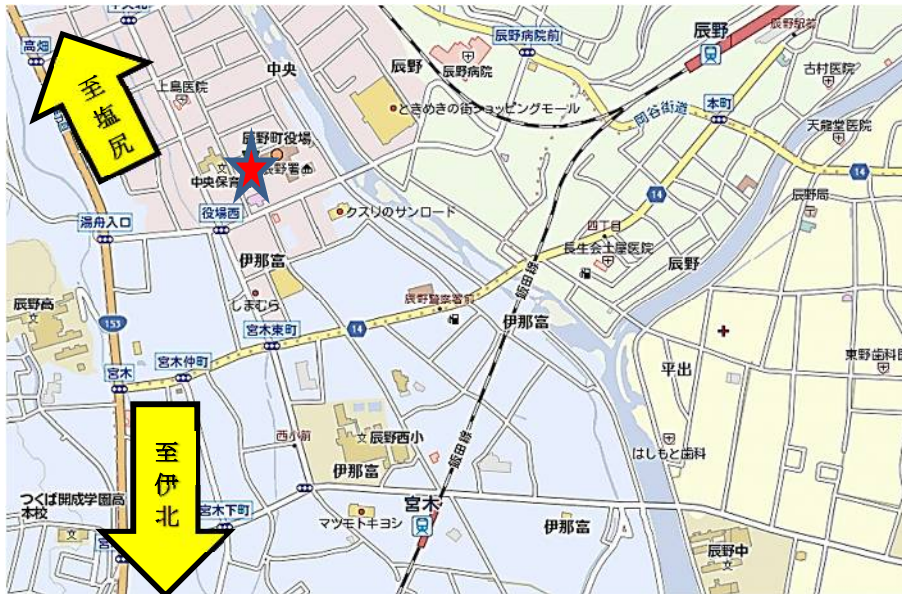 中央北
高畑
至塩尻
中央
上島医院
辰野
辰野病院前
辰野病院
辰野
辰野駅前
古村医院
ときめきの街ショッピングモール
岡谷街道
本町
天龍堂医院
辰野町役場
辰野署
中央保育
14
14
辰野局
役場西
クスリのサンロード
湯舟入口
四丁目
長生会土屋医院
伊那富
辰野
飯田線
しまむら
辰野警察署前
辰野高
153
宮木東町
14
伊那富
宮木仲町
宮木
平出
東野歯科医
至伊北
西小前
辰野西小
飯田線
はしもと歯科
伊那富
つくば開成学園高
本校
宮木下町
マツモトキヨシ
宮木
伊那富
辰野中
宮